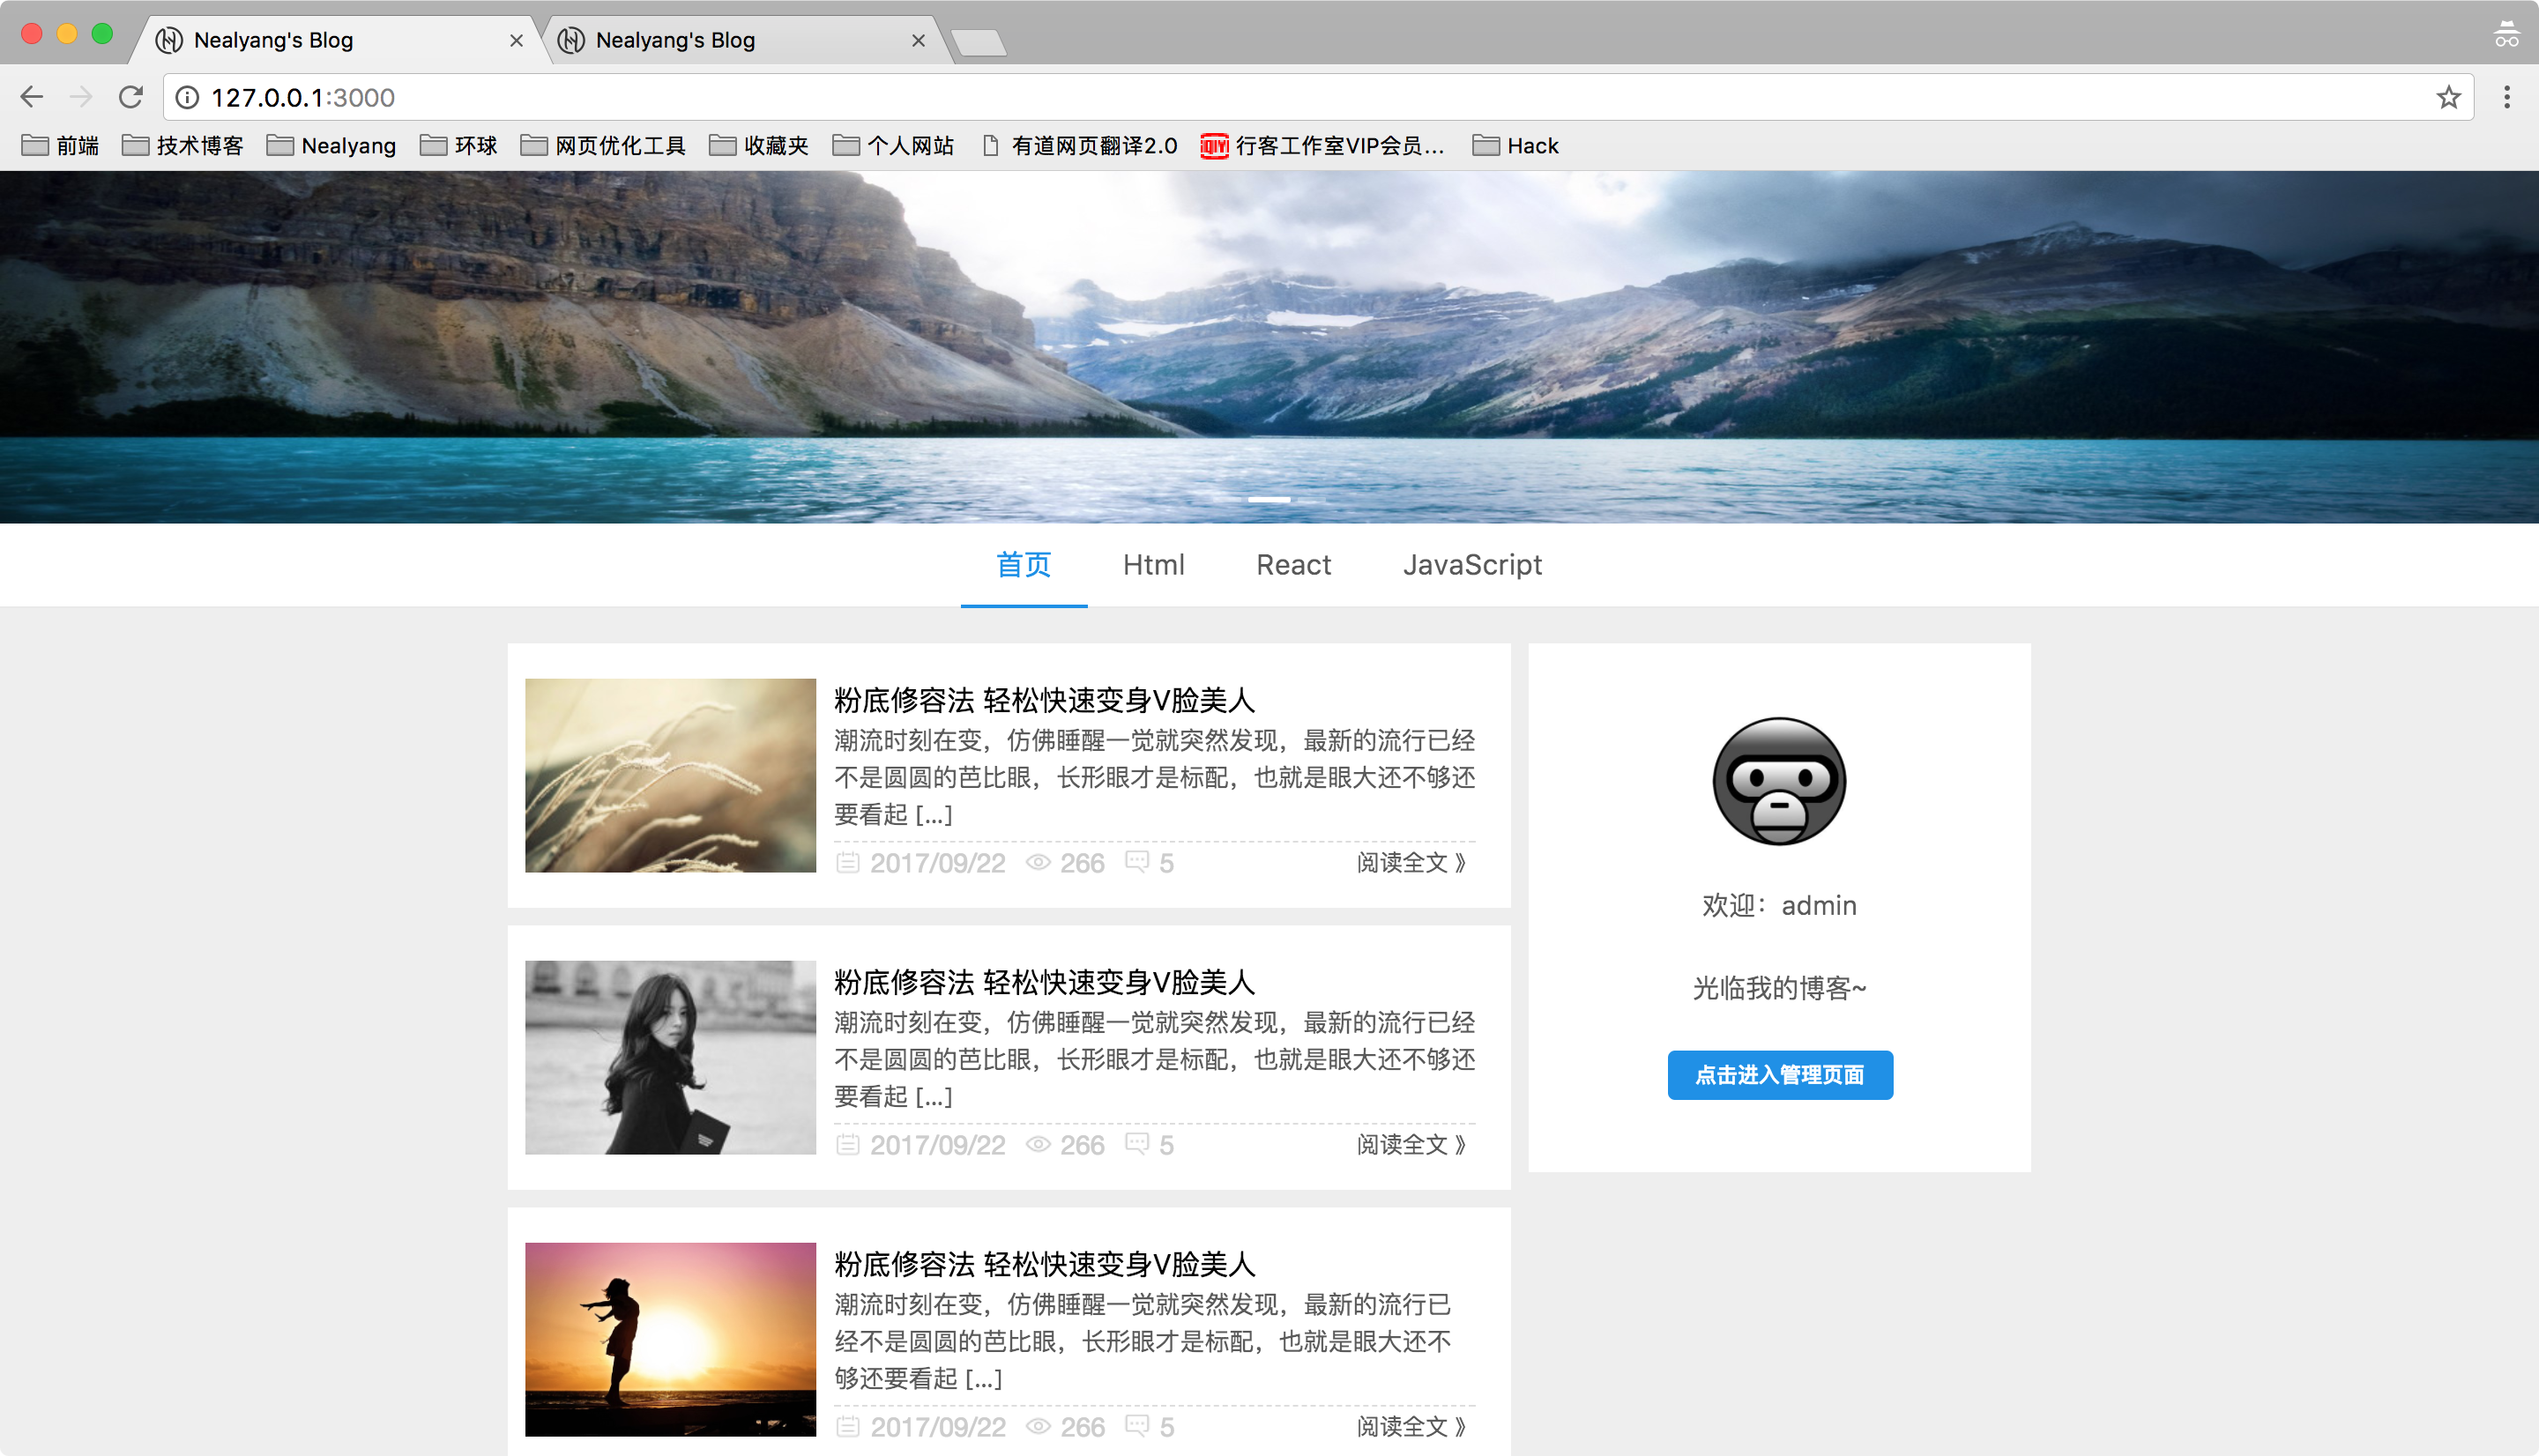 Nealyang's Blog
Nealyang's Blog
127.0.0.1:3000
前端 技术博客 Nealyang 环球 网页优化工具 收藏夹 个人网站 有道网页翻译2.0 QIY 行客工作室VIP会员... Hack
首页 Html React JavaScript
粉底修容法 轻松快速变身V脸美人
潮流时刻在变，仿佛睡醒一觉就突然发现，最新的流行已经
不是圆圆的芭比眼，长形眼才是标配，也就是眼大还不够还
要看起 [...]
2017/09/22 266 5 阅读全文 》
欢迎：admin
光临我的博客~
点击进入管理页面
粉底修容法 轻松快速变身V脸美人
潮流时刻在变，仿佛睡醒一觉就突然发现，最新的流行已经
不是圆圆的芭比眼，长形眼才是标配，也就是眼大还不够还
要看起 [...]
2017/09/22 266 5 阅读全文 》
粉底修容法 轻松快速变身V脸美人
潮流时刻在变，仿佛睡醒一觉就突然发现，最新的流行已
经不是圆圆的芭比眼，长形眼才是标配，也就是眼大还不
够还要看起 [...]
2017/09/22 266 5 阅读全文 》